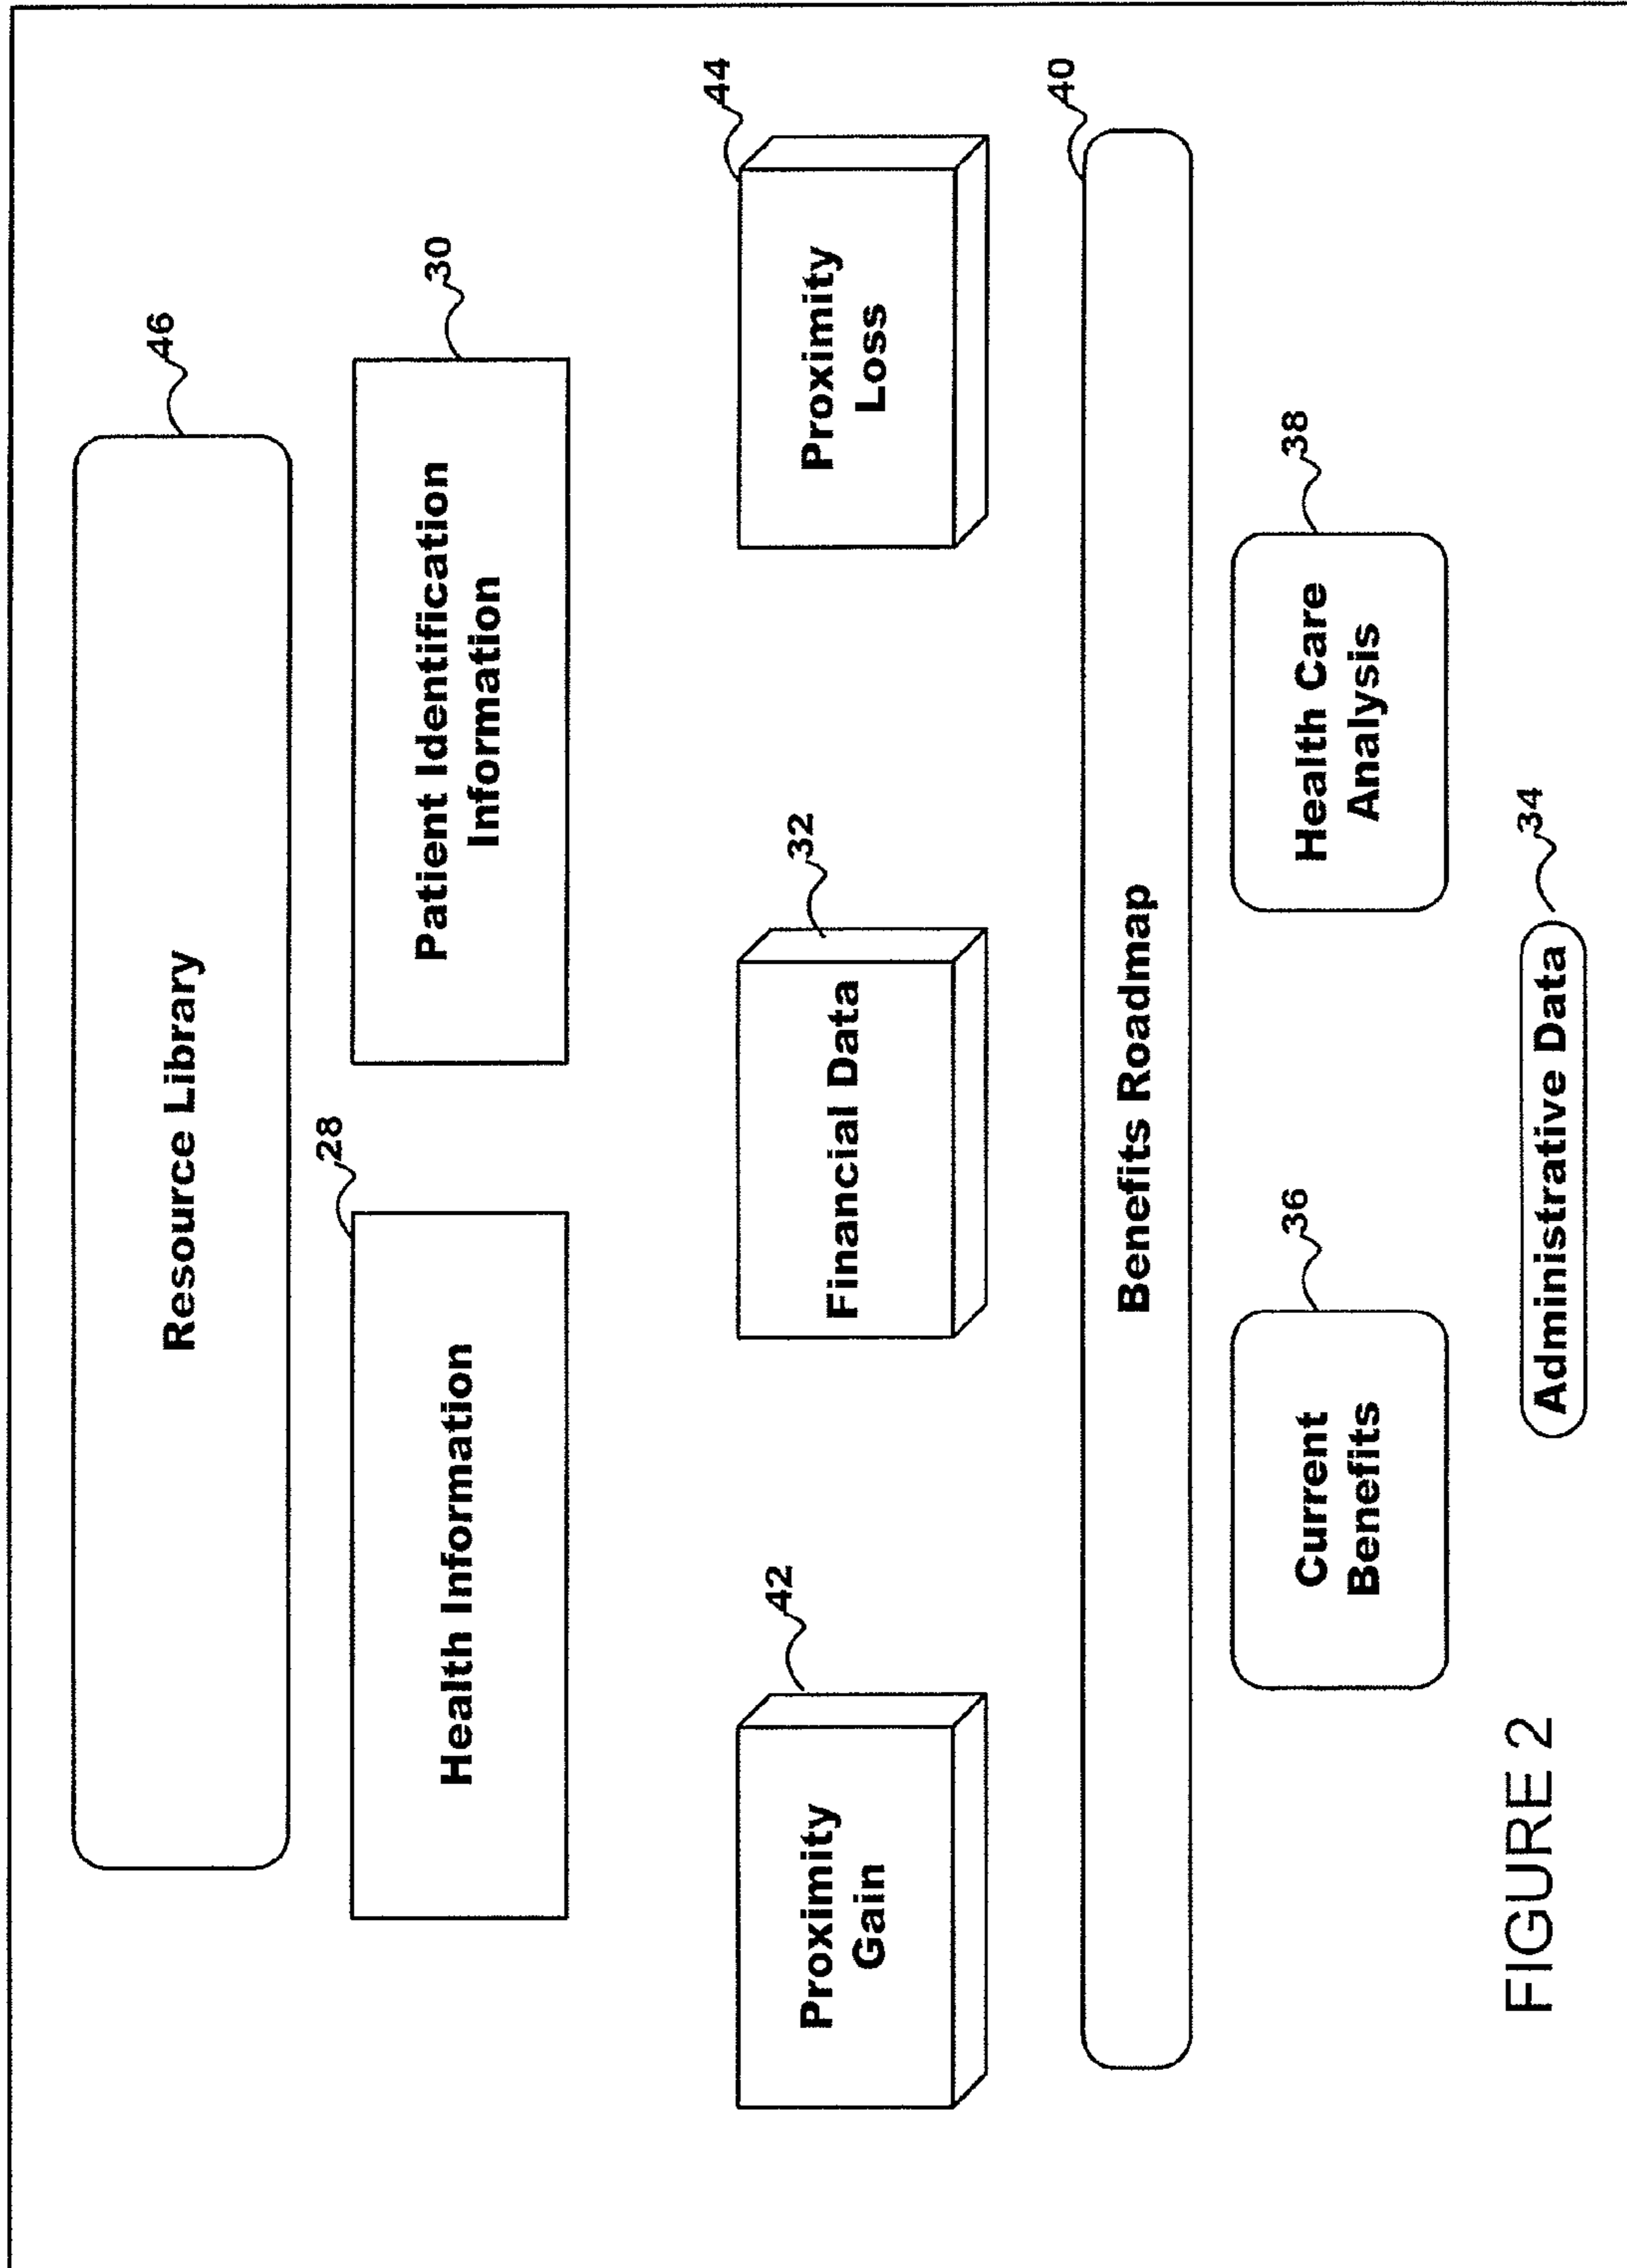 46
Resource Library
28
30
Health Information
Patient Identification
Information
42
32
44
Proximity
Gain
Financial Data
Proximity
Loss
40
Benefits Roadmap
36
38
Current
Benefits
Health Care
Analysis
34
Administrative Data
FIGURE 2